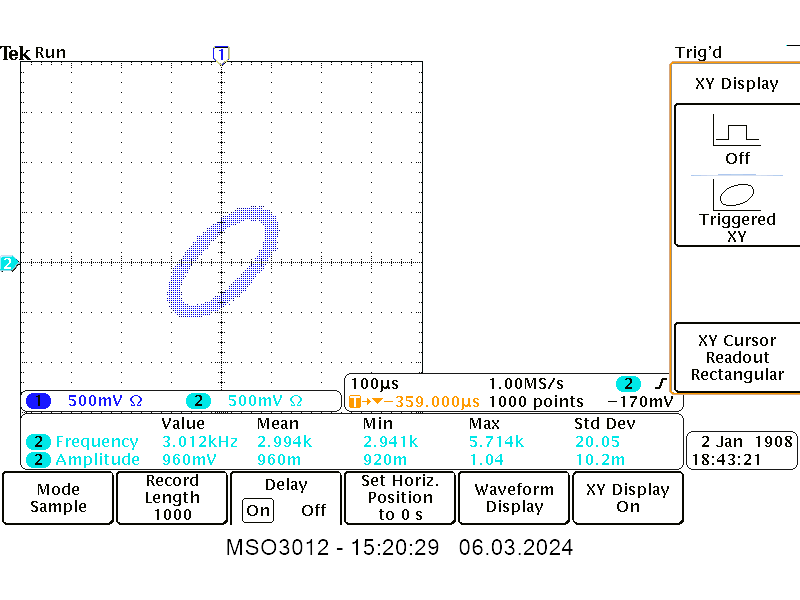 Tek Run
Trig'd
1
2
XY Display
Off
Triggered
XY
XY Cursor
Readout
Rectangular
1 500mV Ω 2 500mV Ω
100µs 1.00MS/s 2
T→▼−359.000µs 1000 points −170mV
Value Mean Min Max Std Dev
2 Frequency 3.012kHz 2.994k 2.941k 5.714k 20.05
2 Amplitude 960mV 960m 920m 1.04 10.2m
2 Jan 1908
18:43:21
Mode
Sample
Record
Length
1000
Delay
On Off
Set Horiz.
Position
to 0 s
Waveform
Display
XY Display
On
MSO3012 - 15:20:29 06.03.2024